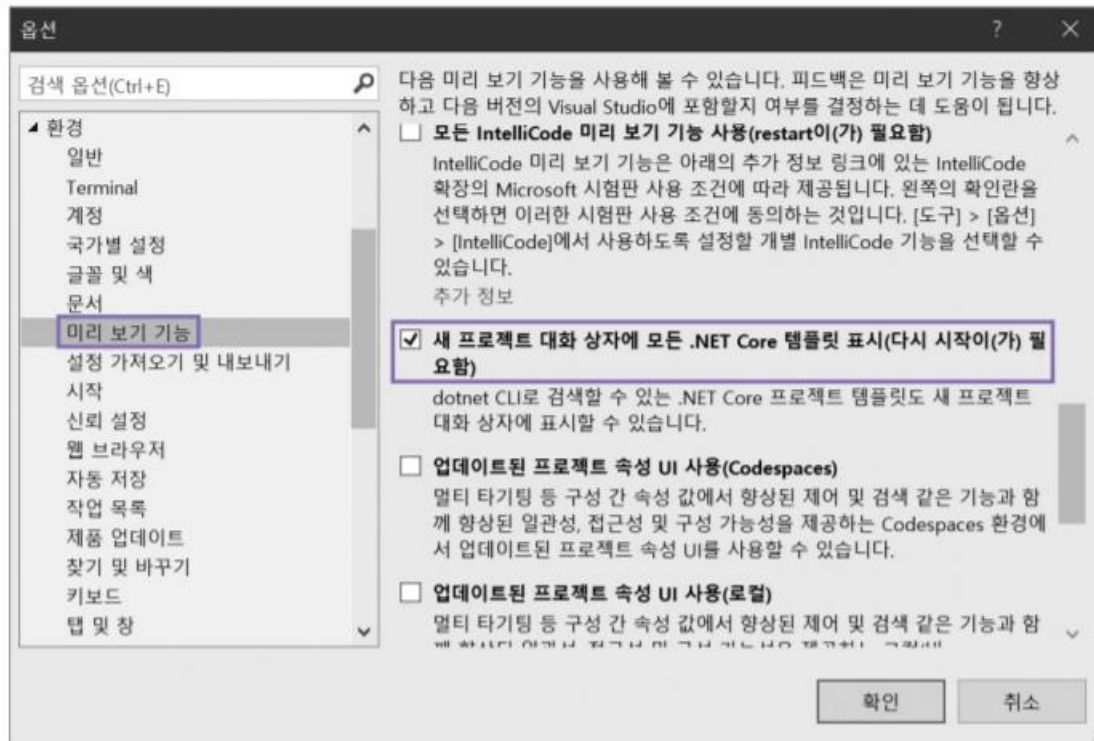 옵션
검색 옵션(Ctrl+E)
환경
일반
Terminal
계정
국가별 설정
글꼴 및 색
문서
미리 보기 기능
설정 가져오기 및 내보내기
시작
신뢰 설정
웹 브라우저
자동 저장
작업 목록
제품 업데이트
찾기 및 바꾸기
키보드
탭 및 창
다음 미리 보기 기능을 사용해 볼 수 있습니다. 피드백은 미리 보기 기능을 향상
하고 다음 버전의 Visual Studio에 포함할지 여부를 결정하는 데 도움이 됩니다.
모든 IntelliCode 미리 보기 기능 사용(restart이(가) 필요함)
IntelliCode 미리 보기 기능은 아래의 추가 정보 링크에 있는 IntelliCode
확장의 Microsoft 시험판 사용 조건에 따라 제공됩니다. 왼쪽의 확인란을
선택하면 이러한 시험판 사용 조건에 동의하는 것입니다. [도구] > [옵션]
> [IntelliCode]에서 사용하도록 설정할 개별 IntelliCode 기능을 선택할 수
있습니다.
추가 정보
새 프로젝트 대화 상자에 모든 .NET Core 템플릿 표시(다시 시작이(가) 필
요함)
dotnet CLI로 검색할 수 있는 .NET Core 프로젝트 템플릿도 새 프로젝트
대화 상자에 표시할 수 있습니다.
업데이트된 프로젝트 속성 UI 사용(Codespaces)
멀티 타기팅 등 구성 간 속성 값에서 향상된 제어 및 검색 같은 기능과 함
께 향상된 일관성, 접근성 및 구성 가능성을 제공하는 Codespaces 환경에
서 업데이트된 프로젝트 속성 UI를 사용할 수 있습니다.
업데이트된 프로젝트 속성 UI 사용(로컬)
멀티 타기팅 등 구성 간 속성 값에서 향상된 제어 및 검색 같은 기능과 함
확인
취소